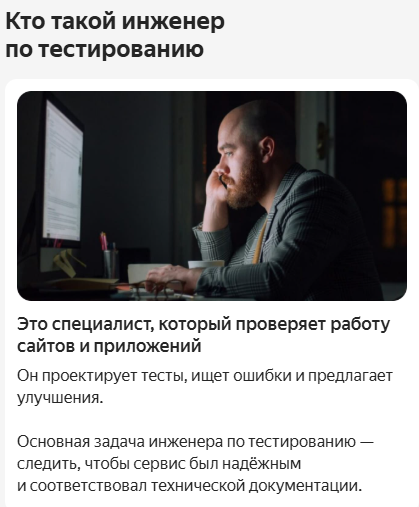 Кто такой инженер
по тестированию
Это специалист, который проверяет работу
сайтов и приложений
Он проектирует тесты, ищет ошибки и предлагает
улучшения.
Основная задача инженера по тестированию —
следить, чтобы сервис был надёжным
и соответствовал технической документации.